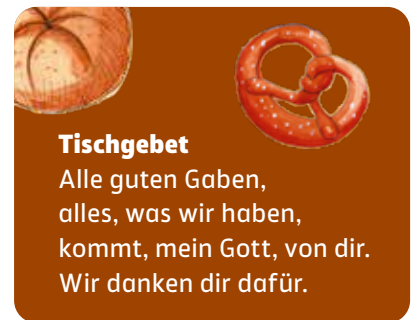 Tischgebet
Alle guten Gaben,
alles, was wir haben,
kommt, mein Gott, von dir.
Wir danken dir dafür.